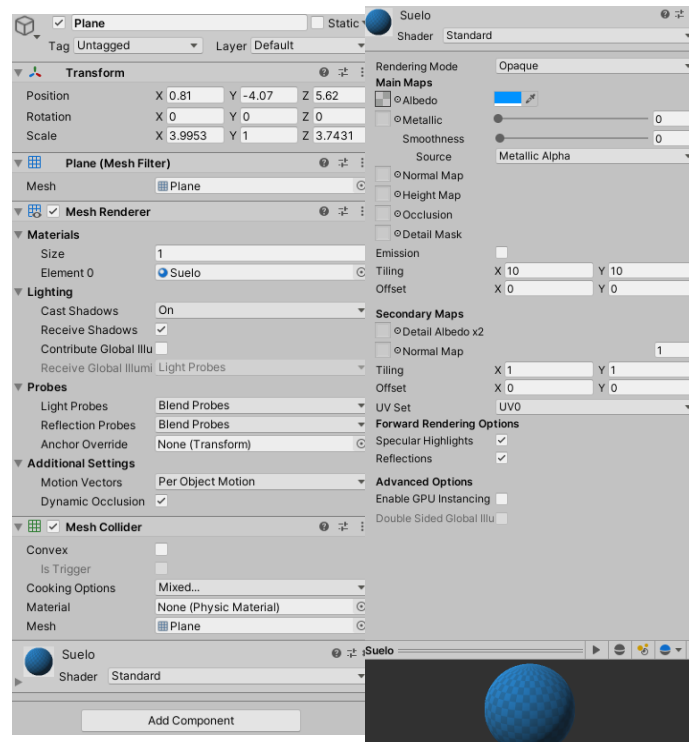 Plane
Static
Tag Untagged Layer Default
Transform
Position X 0.81 Y -4.07 Z 5.62
Rotation X 0 Y 0 Z 0
Scale X 3.9953 Y 1 Z 3.7431
Plane (Mesh Filter)
Mesh Plane
Mesh Renderer
Materials
Size 1
Element 0 Suelo
Lighting
Cast Shadows On
Receive Shadows
Contribute Global Illu
Receive Global Illumi Light Probes
Probes
Light Probes Blend Probes
Reflection Probes Blend Probes
Anchor Override None (Transform)
Additional Settings
Motion Vectors Per Object Motion
Dynamic Occlusion
Mesh Collider
Convex
Is Trigger
Cooking Options Mixed...
Material None (Physic Material)
Mesh Plane
Suelo
Shader Standard
Add Component
Suelo
Shader Standard
Rendering Mode Opaque
Main Maps
Albedo
Metallic 0
Smoothness 0
Source Metallic Alpha
Normal Map
Height Map
Occlusion
Detail Mask
Emission
Tiling X 10 Y 10
Offset X 0 Y 0
Secondary Maps
Detail Albedo x2
Normal Map 1
Tiling X 1 Y 1
Offset X 0 Y 0
UV Set UV0
Forward Rendering Options
Specular Highlights
Reflections
Advanced Options
Enable GPU Instancing
Double Sided Global Illu
Suelo